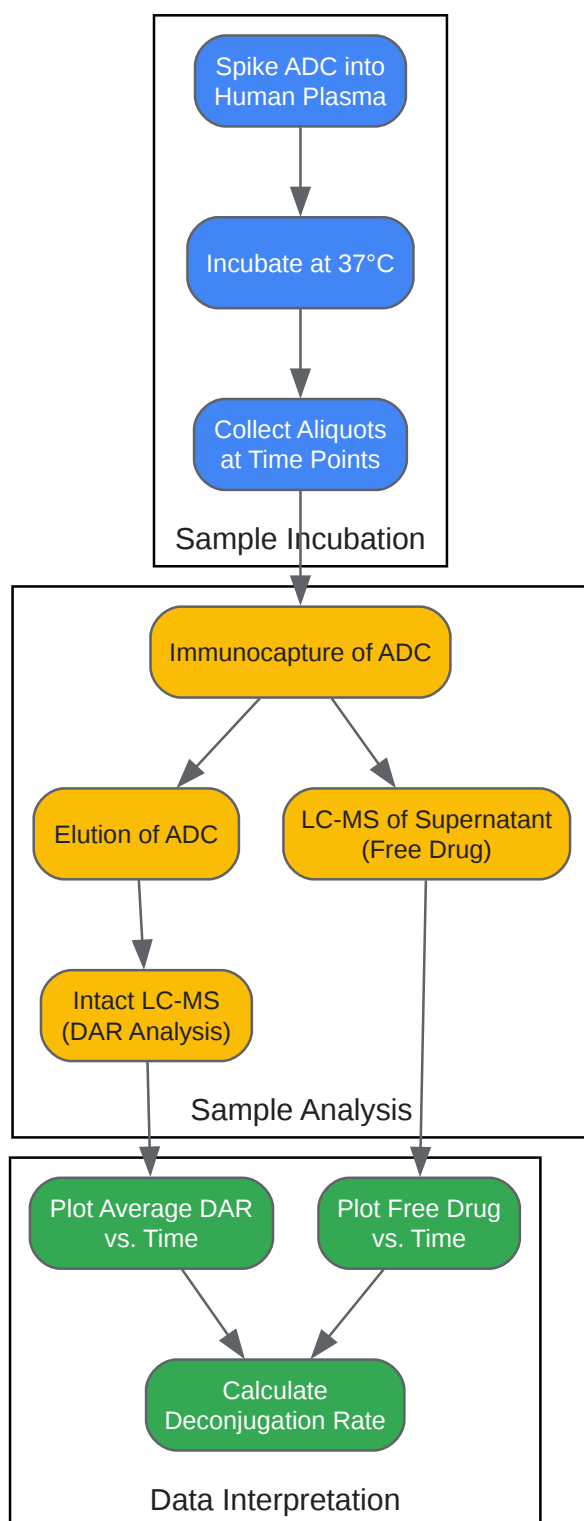 Spike ADC into
Human Plasma
Incubate at 37°C
Collect Aliquots
at Time Points
Sample Incubation
Immunocapture of ADC
Elution of ADC
LC-MS of Supernatant
(Free Drug)
Intact LC-MS
(DAR Analysis)
Sample Analysis
Plot Average DAR
vs. Time
Plot Free Drug
vs. Time
Calculate
Deconjugation Rate
Data Interpretation